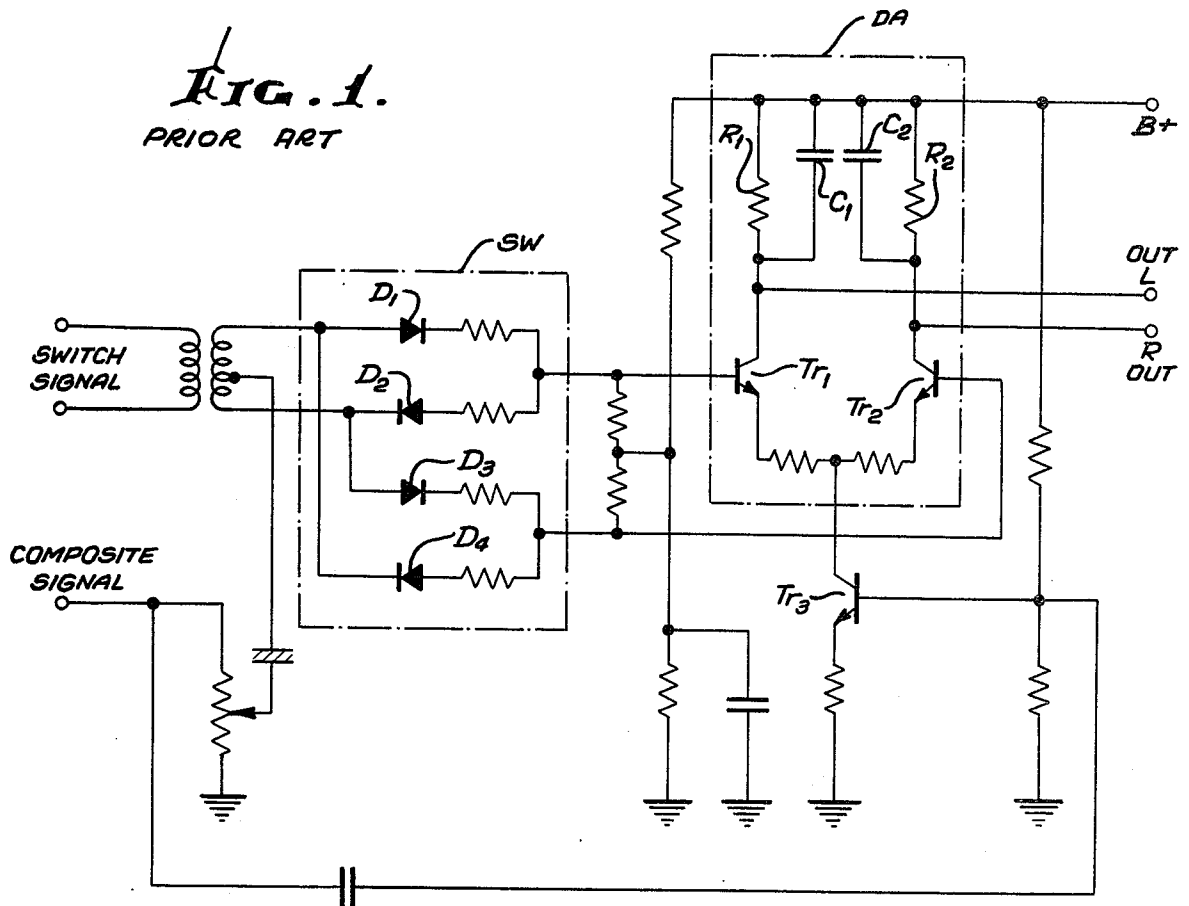 FIG. 1.
PRIOR ART
DA
B+
R1
C1
C2
R2
SW
OUT
L
R
OUT
D1
SWITCH
SIGNAL
D2
Tr1
Tr2
D3
D4
COMPOSITE
SIGNAL
Tr3